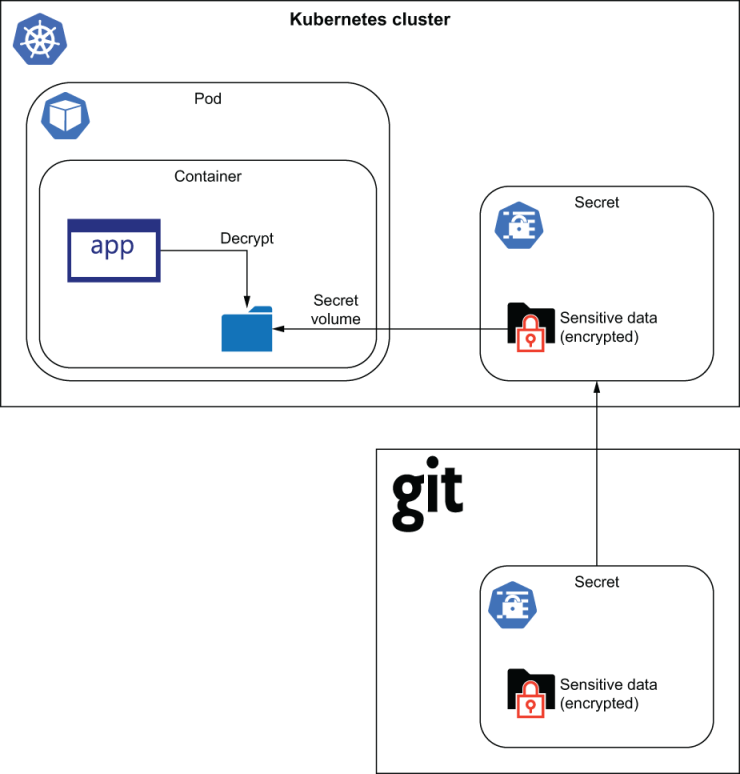 Kubernetes cluster
Pod
Container
app
Decrypt
Secret
volume
Secret
Sensitive data
(encrypted)
git
Secret
Sensitive data
(encrypted)